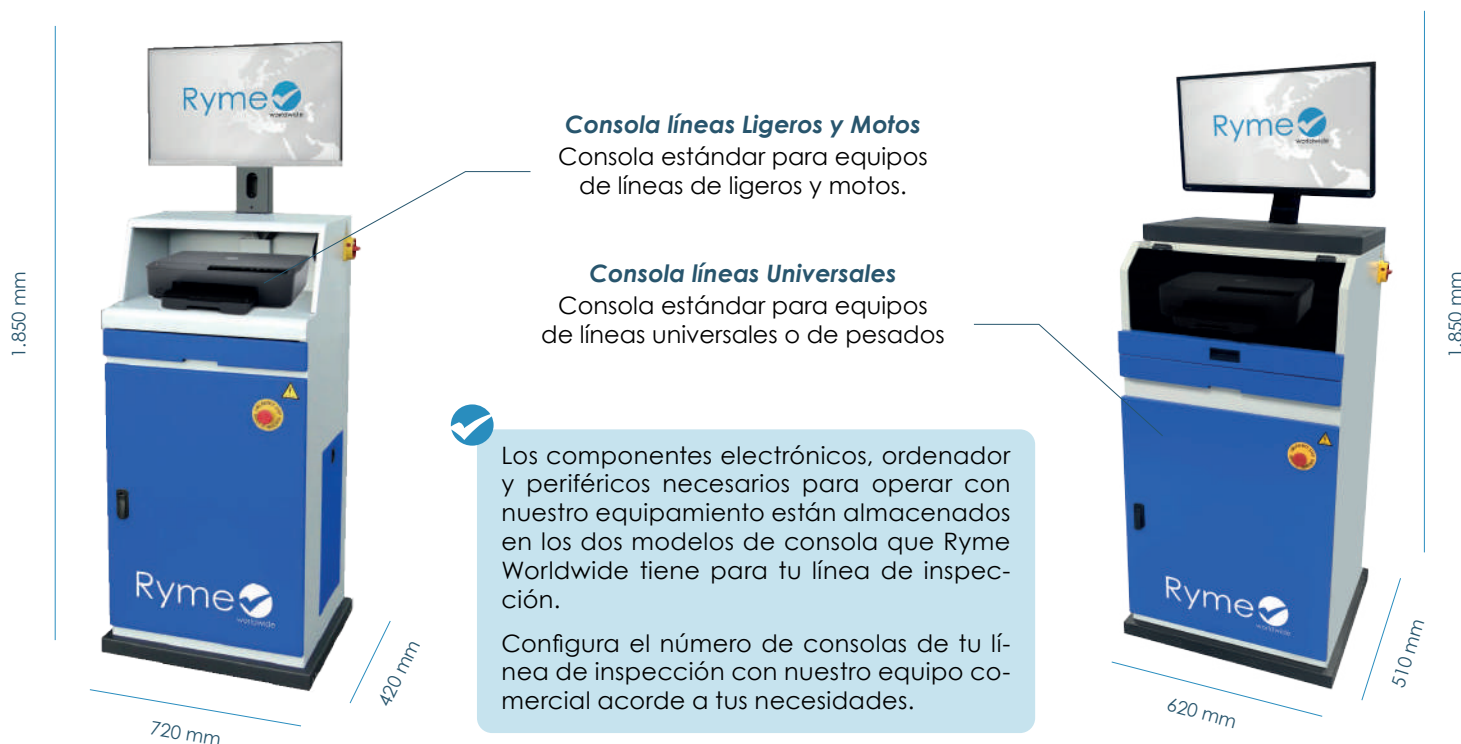 Ryme
worldwide
Consola líneas Ligeros y Motos
Consola estándar para equipos
de líneas de ligeros y motos.
Consola líneas Universales
Consola estándar para equipos
de líneas universales o de pesados
Los componentes electrónicos, ordenador
y periféricos necesarios para operar con
nuestro equipamiento están almacenados
en los dos modelos de consola que Ryme
Worldwide tiene para tu línea de inspec-
ción.
Configura el número de consolas de tu lí-
nea de inspección con nuestro equipo co-
mercial acorde a tus necesidades.
1.850 mm
Ryme
worldwide
720 mm
420 mm
Ryme
worldwide
1.850 mm
Ryme
worldwide
620 mm
510 mm